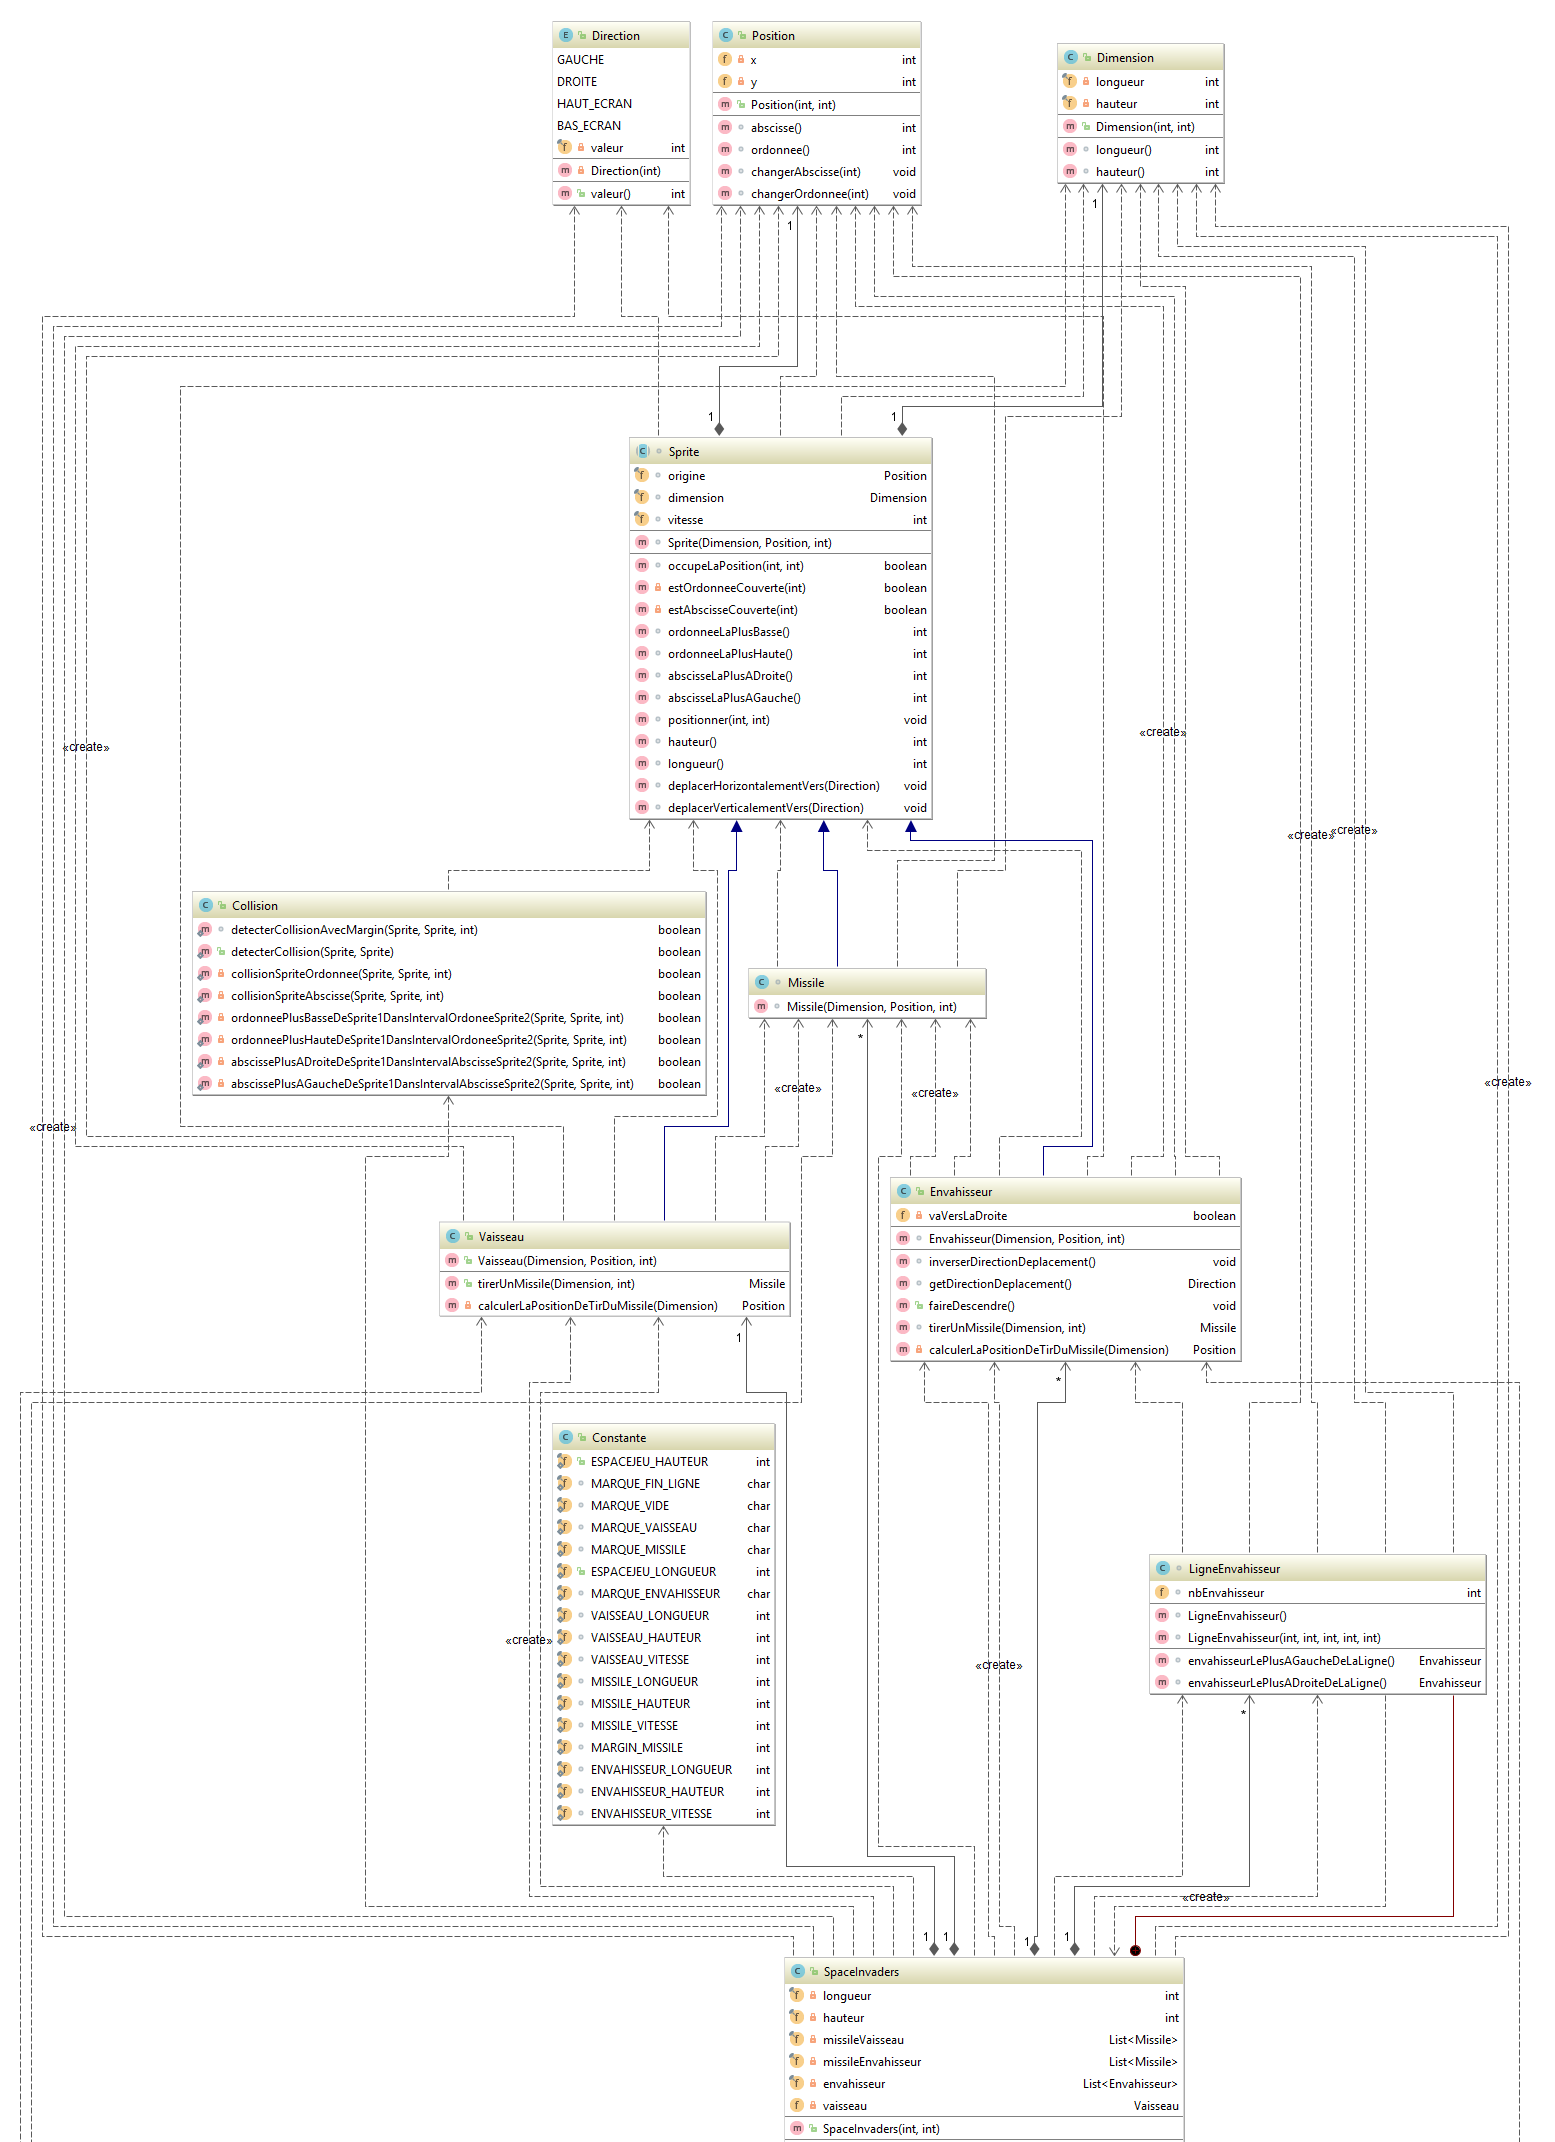 Direction
GAUCHE
DROITE
HAUT_ECRAN
BAS_ECRAN
valeur int
Direction(int)
valeur() int
Position
x int
y int
Position(int, int)
abscisse() int
ordonnee() int
changerAbscisse(int) void
changerOrdonnee(int) void
Dimension
longueur int
hauteur int
Dimension(int, int)
longueur() int
hauteur() int
1
1
1
1
Sprite
origine Position
dimension Dimension
vitesse int
Sprite(Dimension, Position, int)
occupeLaPosition(int, int) boolean
estOrdonneeCouverte(int) boolean
estAbscisseCouverte(int) boolean
ordonneeLaPlusBasse() int
ordonneeLaPlusHaute() int
abscisseLaPlusADroite() int
abscisseLaPlusAGauche() int
positionner(int, int) void
hauteur() int
longueur() int
deplacerHorizontalementVers(Direction) void
deplacerVerticalementVers(Direction) void
«create»
«create»
«create»
«create»
Collision
detecterCollisionAvecMargin(Sprite, Sprite, int) boolean
detecterCollision(Sprite, Sprite) boolean
collisionSpriteOrdonnee(Sprite, Sprite, int) boolean
collisionSpriteAbscisse(Sprite, Sprite, int) boolean
ordonneePlusBasseDeSprite1DansIntervalOrdoneeSprite2(Sprite, Sprite, int) boolean
ordonneePlusHauteDeSprite1DansIntervalOrdoneeSprite2(Sprite, Sprite, int) boolean
abscissePlusADroiteDeSprite1DansIntervalAbscisseSprite2(Sprite, Sprite, int) boolean
abscissePlusAGaucheDeSprite1DansIntervalAbscisseSprite2(Sprite, Sprite, int) boolean
Missile
Missile(Dimension, Position, int)
*
«create»
«create»
«create»
«create»
Vaisseau
Vaisseau(Dimension, Position, int)
tirerUnMissile(Dimension, int) Missile
calculerLaPositionDeTirDuMissile(Dimension) Position
1
Envahisseur
vaVersLaDroite boolean
Envahisseur(Dimension, Position, int)
inverserDirectionDeplacement() void
getDirectionDeplacement() Direction
faireDescendre() void
tirerUnMissile(Dimension, int) Missile
calculerLaPositionDeTirDuMissile(Dimension) Position
*
Constante
ESPACEJEU_HAUTEUR int
MARQUE_FIN_LIGNE char
MARQUE_VIDE char
MARQUE_VAISSEAU char
MARQUE_MISSILE char
ESPACEJEU_LONGUEUR int
MARQUE_ENVAHISSEUR char
VAISSEAU_LONGUEUR int
VAISSEAU_HAUTEUR int
VAISSEAU_VITESSE int
MISSILE_LONGUEUR int
MISSILE_HAUTEUR int
MISSILE_VITESSE int
MARGIN_MISSILE int
ENVAHISSEUR_LONGUEUR int
ENVAHISSEUR_HAUTEUR int
ENVAHISSEUR_VITESSE int
«create»
«create»
LigneEnvahisseur
nbEnvahisseur int
LigneEnvahisseur()
LigneEnvahisseur(int, int, int, int, int)
envahisseurLePlusAGaucheDeLaLigne() Envahisseur
envahisseurLePlusADroiteDeLaLigne() Envahisseur
*
«create»
1
1
1
1
SpaceInvaders
longueur int
hauteur int
missileVaisseau List<Missile>
missileEnvahisseur List<Missile>
envahisseur List<Envahisseur>
vaisseau Vaisseau
SpaceInvaders(int, int)